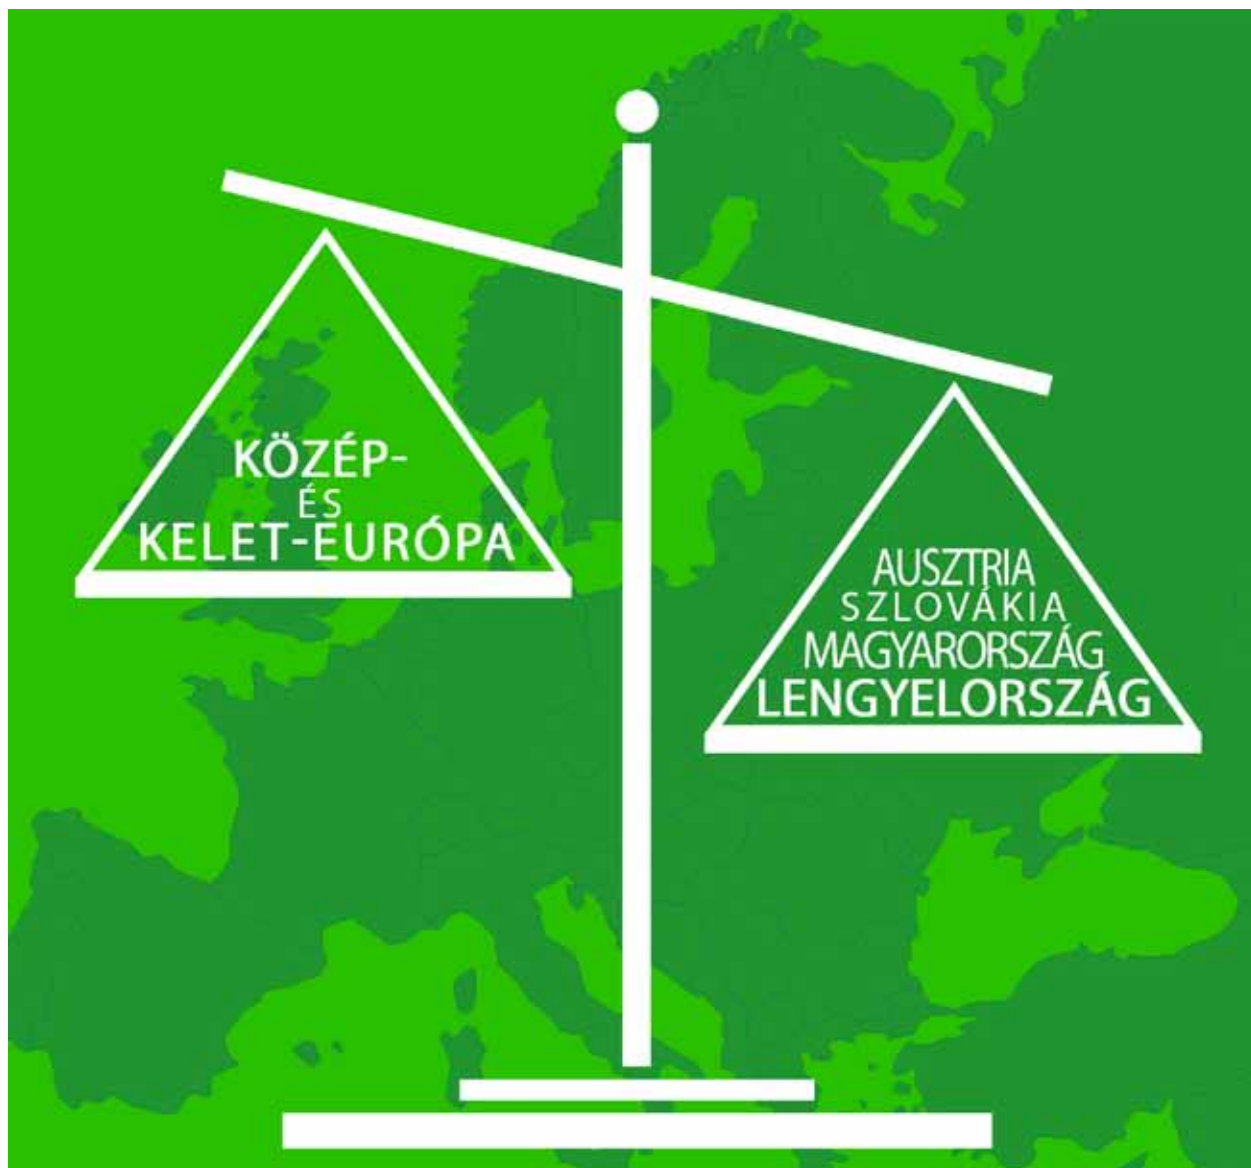 KÖZÉP-
ÉS
KELET-EURÓPA
AUSZTRIA
SZLOVÁKIA
MAGYARORSZÁG
LENGYELORSZÁG